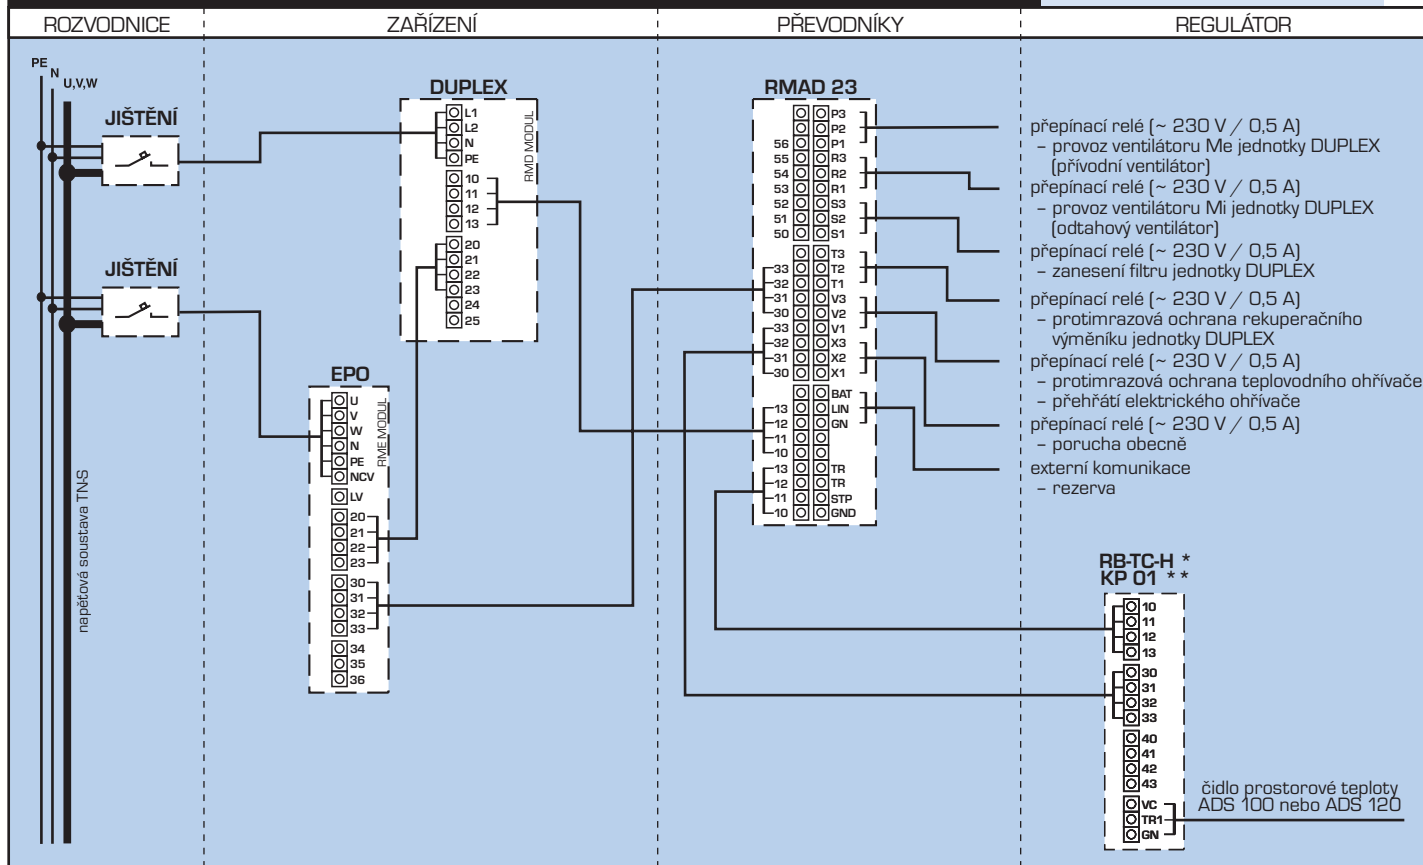 ROZVODNICE
ZAŘÍZENÍ
PŘEVODNÍKY
REGULÁTOR
PE
N
U,V,W
JIŠTĚNÍ
JIŠTĚNÍ
napěťová soustava TN-S
DUPLEX
RMD MODUL
L1
L2
N
PE
10
11
12
13
20
21
22
23
24
25
EPO
RME MODUL
U
V
W
N
PE
NCV
LV
20
21
22
23
30
31
32
33
34
35
36
RMAD 23
P3
P2
56 P1
55 R3
54 R2
53 R1
52 S3
51 S2
50 S1
T3
33 T2
32 T1
31 V3
30 V2
33 V1
32 X3
31 X2
30 X1
BAT
13 LIN
12 GN
11
10
13 TR
12 TR
11 STP
10 GND
přepínací relé (~ 230 V / 0,5 A)
– provoz ventilátoru Me jednotky DUPLEX
(přívodní ventilátor)
přepínací relé (~ 230 V / 0,5 A)
– provoz ventilátoru Mi jednotky DUPLEX
(odtahový ventilátor)
přepínací relé (~ 230 V / 0,5 A)
– zanesení filtru jednotky DUPLEX
přepínací relé (~ 230 V / 0,5 A)
– protimrazová ochrana rekuperačního
výměníku jednotky DUPLEX
přepínací relé (~ 230 V / 0,5 A)
– protimrazová ochrana teplovodního ohřívače
– přehřátí elektrického ohřívače
přepínací relé (~ 230 V / 0,5 A)
– porucha obecně
externí komunikace
– rezerva
RB-TC-H *
KP 01 **
10
11
12
13
30
31
32
33
40
41
42
43
VC
TR1
GN
čidlo prostorové teploty
ADS 100 nebo ADS 120